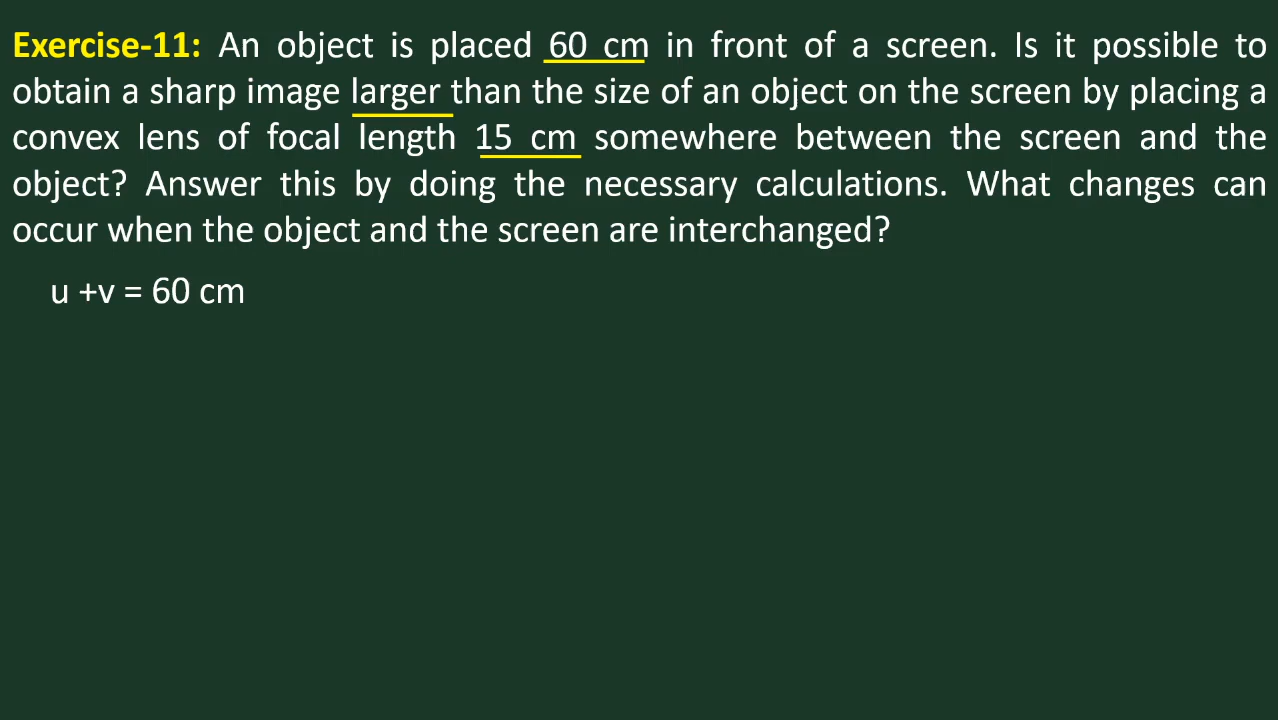 Exercise-11: An object is placed 60 cm in front of a screen. Is it possible to
obtain a sharp image larger than the size of an object on the screen by placing a
convex lens of focal length 15 cm somewhere between the screen and the
object? Answer this by doing the necessary calculations. What changes can
occur when the object and the screen are interchanged?
u +v = 60 cm